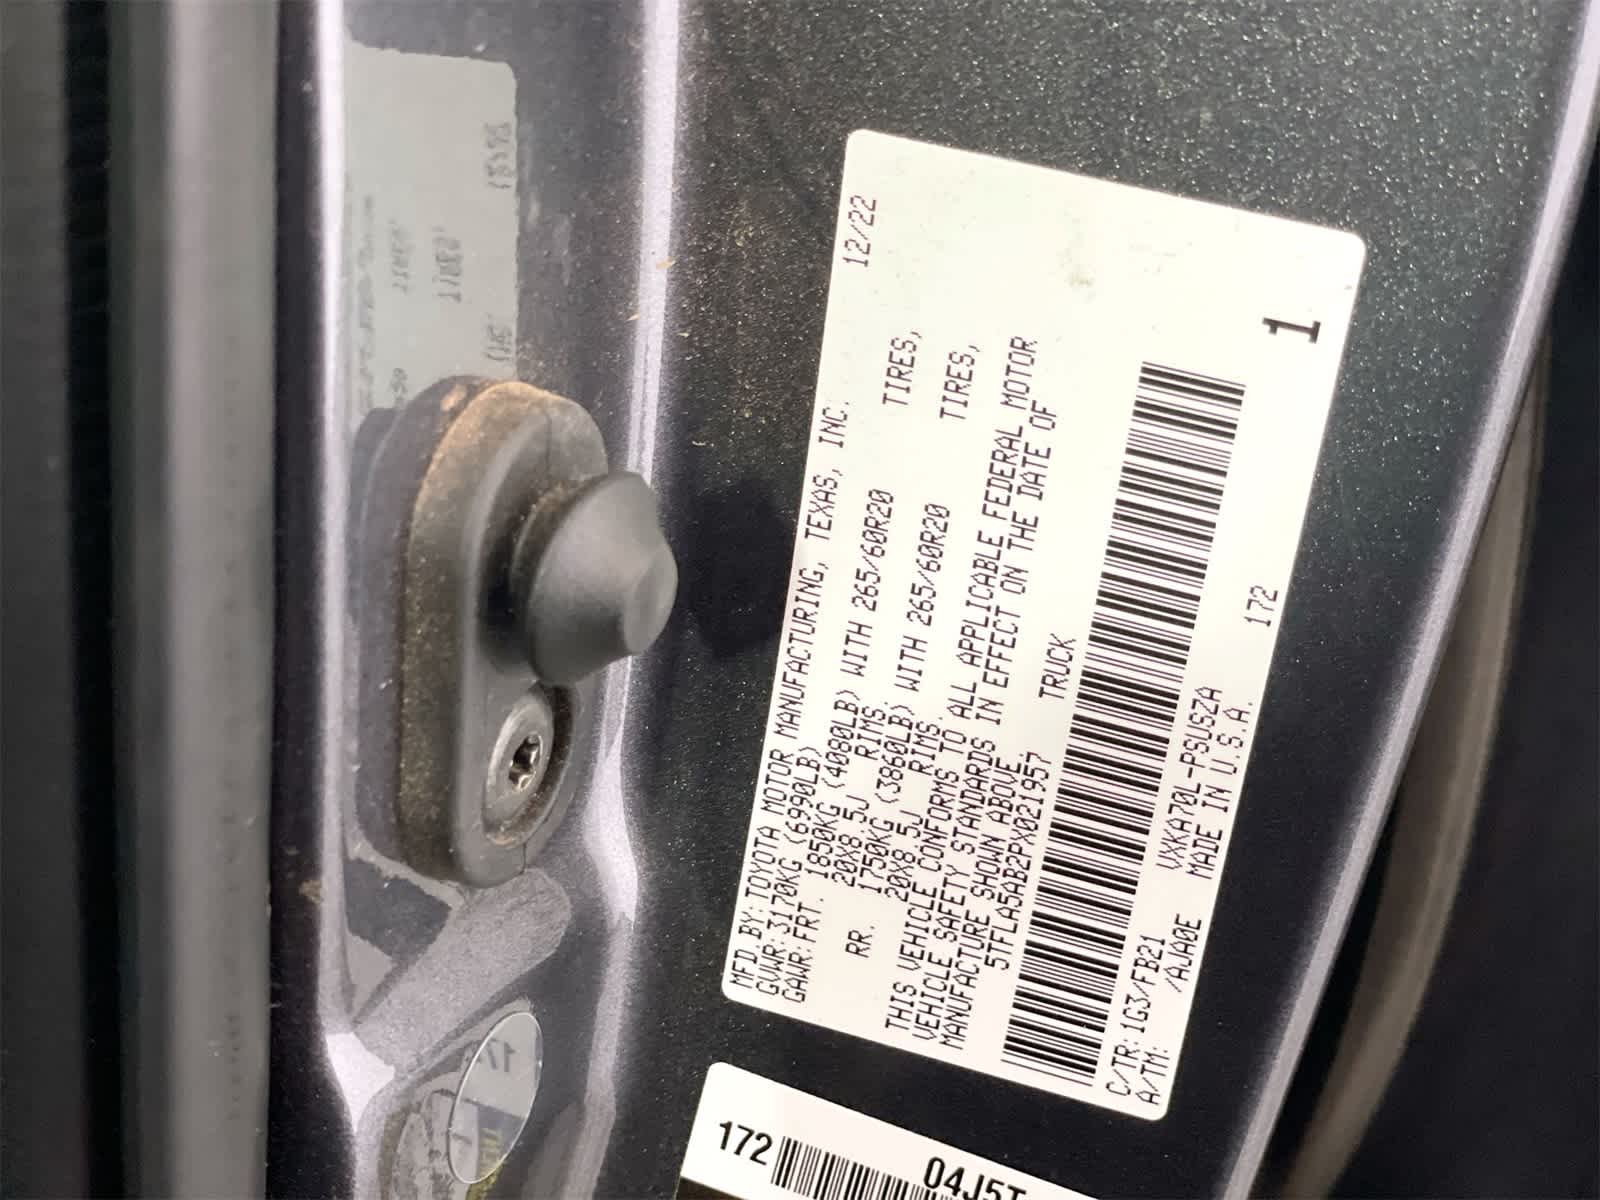 MFD.BY:TOYOTA MOTOR MANUFACTURING, TEXAS, INC. 12/22
GVWR:3170KG (6990LB)
GAWR:FRT. 1850KG (4080LB) WITH 265/60R20 TIRES,
20X8.5J RIMS.
RR. 1750KG (3860LB) WITH 265/60R20 TIRES,
20X8.5J RIMS.
THIS VEHICLE CONFORMS TO ALL APPLICABLE FEDERAL MOTOR
VEHICLE SAFETY STANDARDS IN EFFECT ON THE DATE OF
MANUFACTURE SHOWN ABOVE.
5TFLA5AB2PX021957 TRUCK
C/TR:1G3/FB21 VXKA70L-PSUSZA 172 1
A/TM: /AJA0E MADE IN U.S.A.
172 04J5T